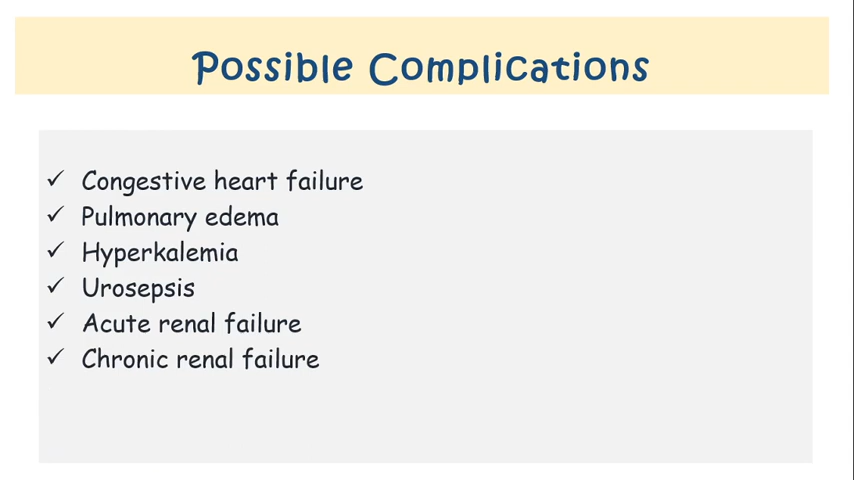 Possible Complications
✓ Congestive heart failure
✓ Pulmonary edema
✓ Hyperkalemia
✓ Urosepsis
✓ Acute renal failure
✓ Chronic renal failure